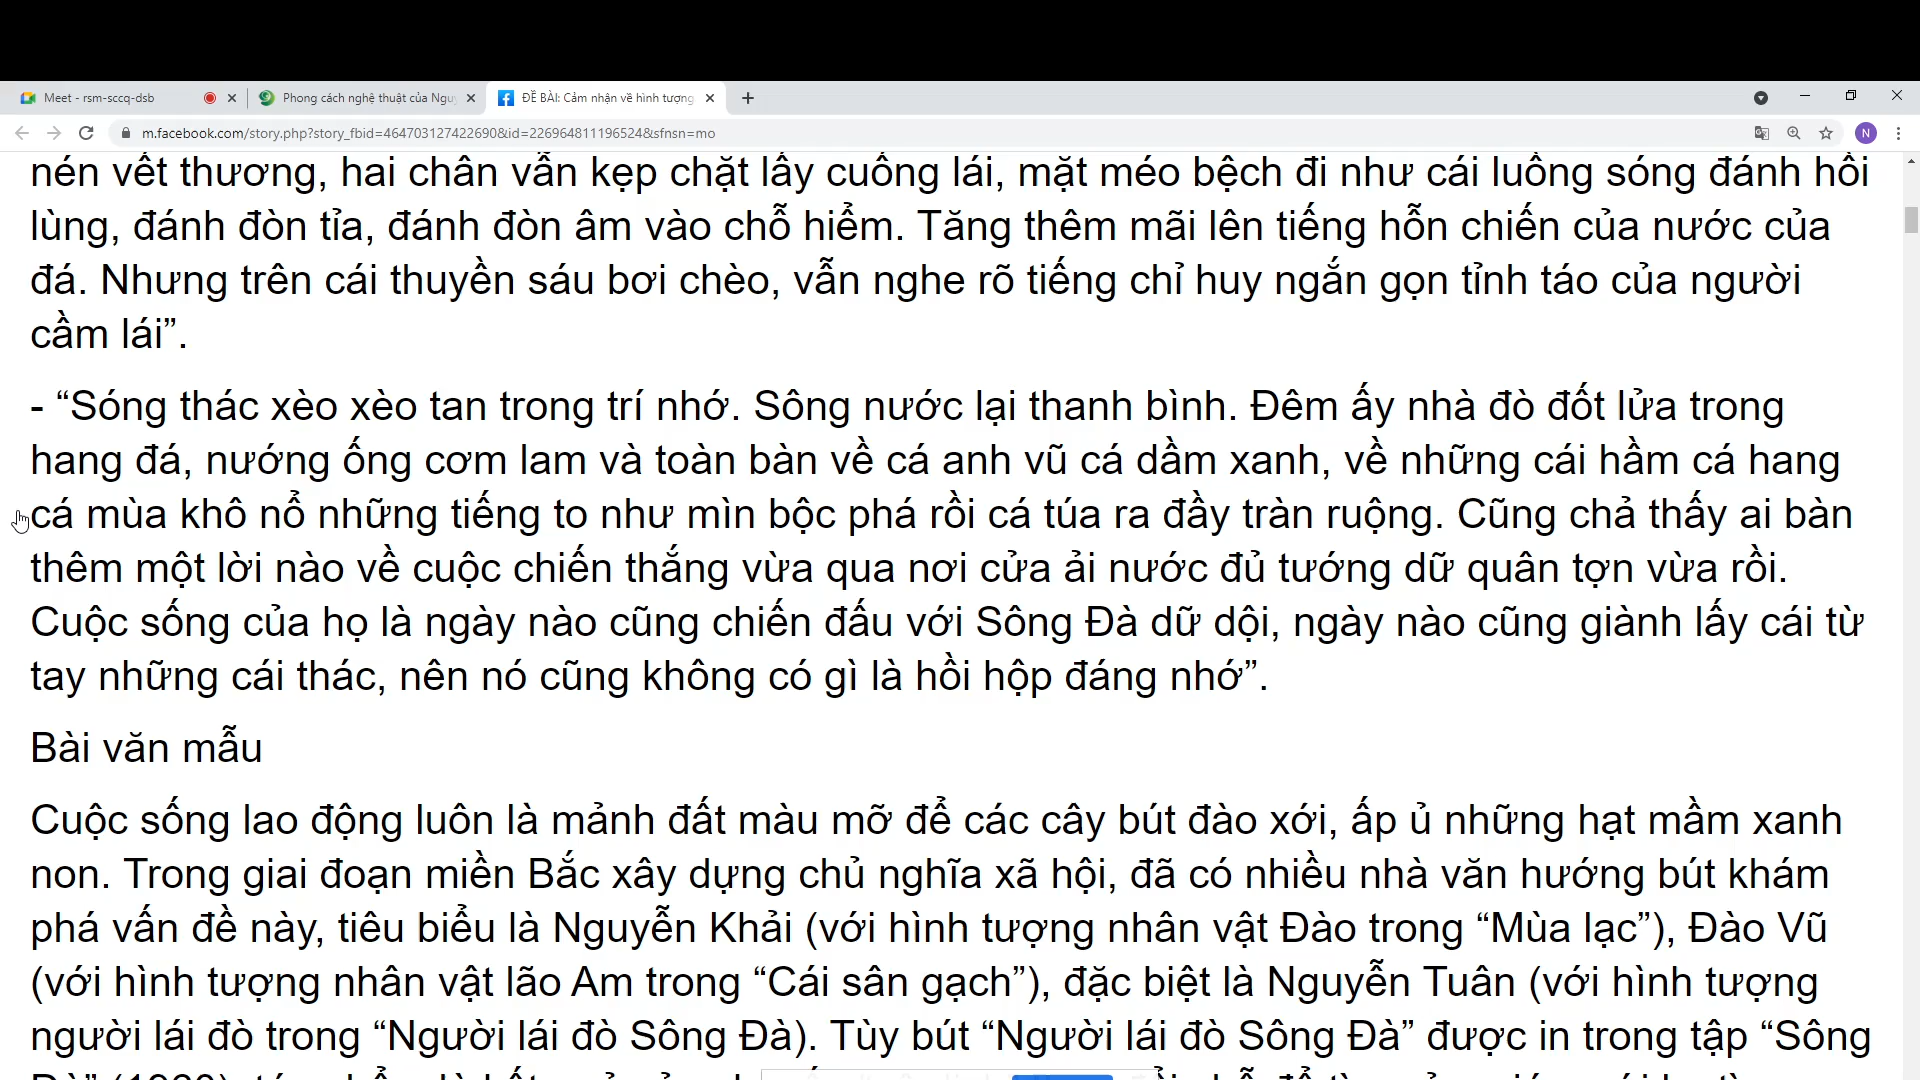 Meet - rsm-sccq-dsb
Phong cách nghệ thuật của Ngu
ĐỀ BÀI: Cảm nhận về hình tượng
m.facebook.com/story.php?story_fbid=464703127422690&id=226964811196524&sfnsn=mo
N
nén vết thương, hai chân vẫn kẹp chặt lấy cuống lái, mặt méo bệch đi như cái luồng sóng đánh hồi
lùng, đánh đòn tỉa, đánh đòn âm vào chỗ hiểm. Tăng thêm mãi lên tiếng hỗn chiến của nước của
đá. Nhưng trên cái thuyền sáu bơi chèo, vẫn nghe rõ tiếng chỉ huy ngắn gọn tỉnh táo của người
cầm lái”.
- “Sóng thác xèo xèo tan trong trí nhớ. Sông nước lại thanh bình. Đêm ấy nhà đò đốt lửa trong
hang đá, nướng ống cơm lam và toàn bàn về cá anh vũ cá dầm xanh, về những cái hầm cá hang
cá mùa khô nổ những tiếng to như mìn bộc phá rồi cá túa ra đầy tràn ruộng. Cũng chả thấy ai bàn
thêm một lời nào về cuộc chiến thắng vừa qua nơi cửa ải nước đủ tướng dữ quân tợn vừa rồi.
Cuộc sống của họ là ngày nào cũng chiến đấu với Sông Đà dữ dội, ngày nào cũng giành lấy cái từ
tay những cái thác, nên nó cũng không có gì là hồi hộp đáng nhớ”.
Bài văn mẫu
Cuộc sống lao động luôn là mảnh đất màu mỡ để các cây bút đào xới, ấp ủ những hạt mầm xanh
non. Trong giai đoạn miền Bắc xây dựng chủ nghĩa xã hội, đã có nhiều nhà văn hướng bút khám
phá vấn đề này, tiêu biểu là Nguyễn Khải (với hình tượng nhân vật Đào trong “Mùa lạc”), Đào Vũ
(với hình tượng nhân vật lão Am trong “Cái sân gạch”), đặc biệt là Nguyễn Tuân (với hình tượng
người lái đò trong “Người lái đò Sông Đà). Tùy bút “Người lái đò Sông Đà” được in trong tập “Sông